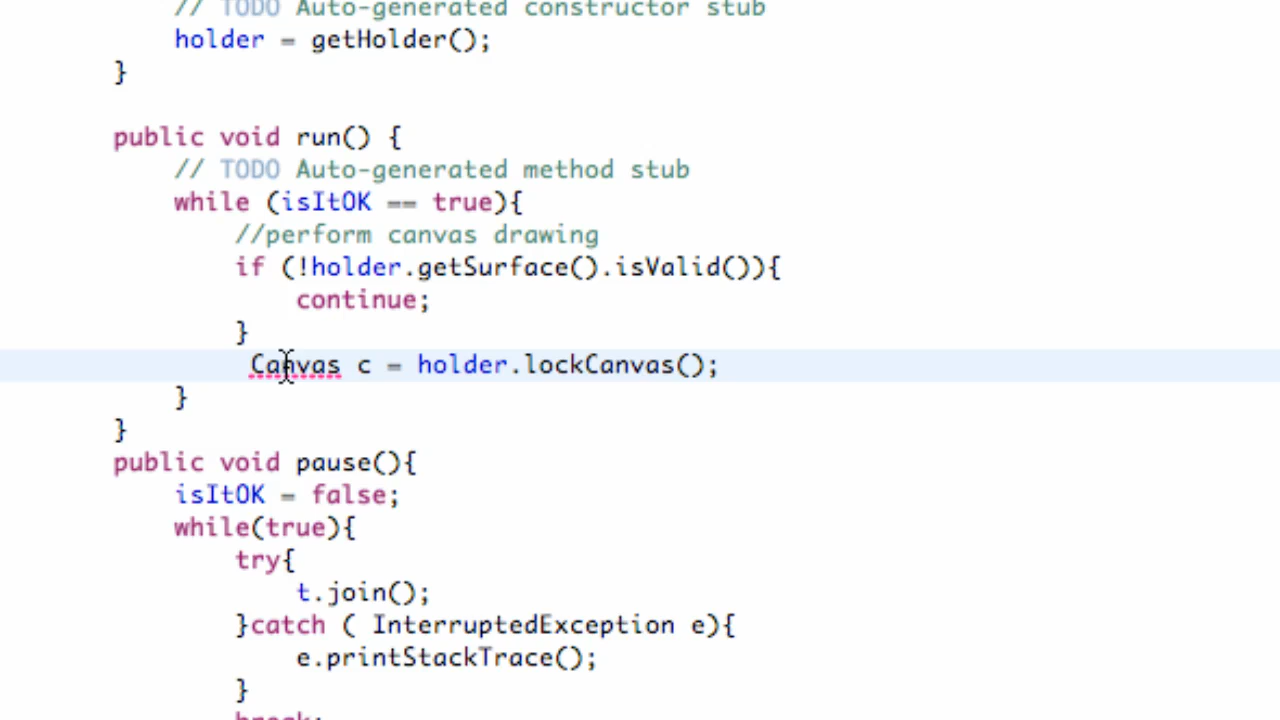 // TODO Auto-generated constructor stub
holder = getHolder();
}
public void run() {
// TODO Auto-generated method stub
while (isItOK == true){
//perform canvas drawing
if (!holder.getSurface().isValid()){
continue;
}
Canvas c = holder.lockCanvas();
}
}
public void pause(){
isItOK = false;
while(true){
try{
t.join();
}catch ( InterruptedException e){
e.printStackTrace();
}
break;